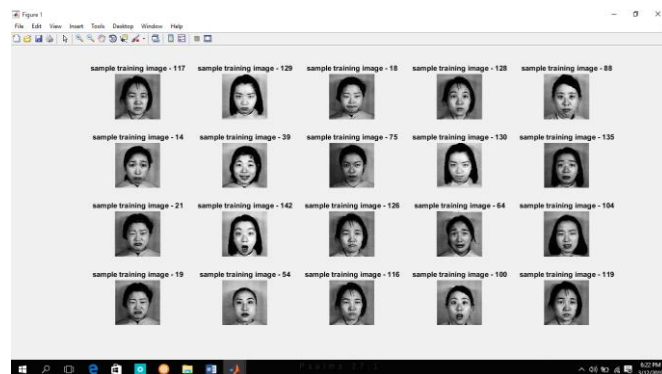 Figure 1
File Edit View Insert Tools Desktop Window Help
sample training image - 117 sample training image - 129 sample training image - 18 sample training image - 128 sample training image - 88
sample training image - 14 sample training image - 39 sample training image - 75 sample training image - 130 sample training image - 135
sample training image - 21 sample training image - 142 sample training image - 126 sample training image - 64 sample training image - 104
sample training image - 19 sample training image - 54 sample training image - 116 sample training image - 100 sample training image - 119
6:22 PM